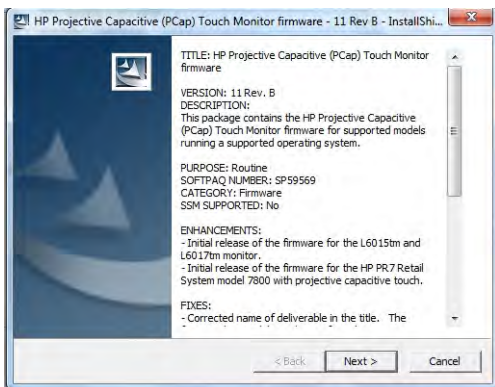 HP Projective Capacitive (PCap) Touch Monitor firmware - 11 Rev B - InstallShi...
TITLE: HP Projective Capacitive (PCap) Touch Monitor
firmware
VERSION: 11 Rev. B
DESCRIPTION:
This package contains the HP Projective Capacitive
(PCap) Touch Monitor firmware for supported models
running a supported operating system.
PURPOSE: Routine
SOFTPAQ NUMBER: SP59569
CATEGORY: Firmware
SSM SUPPORTED: No
ENHANCEMENTS:
- Initial release of the firmware for the L6015tm and
L6017tm monitor.
- Initial release of the firmware for the HP PR7 Retail
System model 7800 with projective capacitive touch.
FIXES:
- Corrected name of deliverable in the title. The
< Back
Next >
Cancel